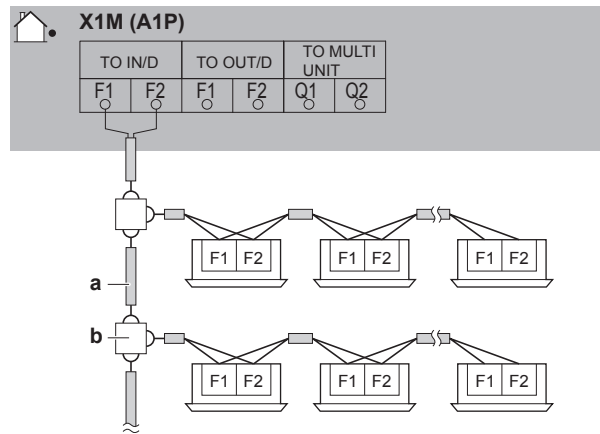 X1M (A1P)
TO IN/D TO OUT/D TO MULTI UNIT
F1 F2 F1 F2 Q1 Q2
F1 F2 F1 F2 F1 F2
a
b
F1 F2 F1 F2 F1 F2